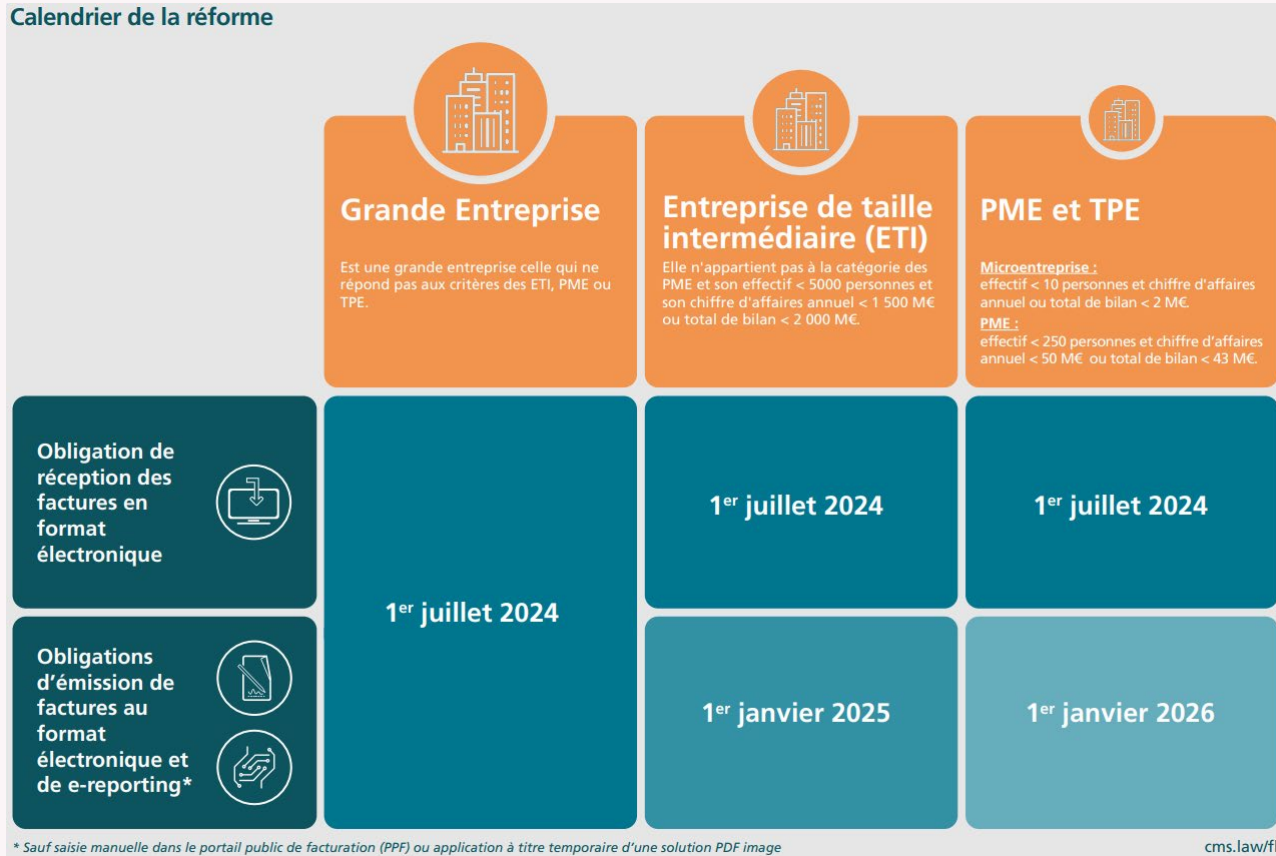 Calendrier de la réforme
Grande Entreprise
Est une grande entreprise celle qui ne
répond pas aux critères des ETI, PME ou
TPE.
Entreprise de taille
intermédiaire (ETI)
Elle n'appartient pas à la catégorie des
PME et son effectif < 5000 personnes et
son chiffre d'affaires annuel < 1 500 M€
ou total de bilan < 2 000 M€.
PME et TPE
Microentreprise :
effectif < 10 personnes et chiffre d'affaires
annuel ou total de bilan < 2 M€.
PME :
effectif < 250 personnes et chiffre d'affaires
annuel < 50 M€ ou total de bilan < 43 M€.
Obligation de
réception des
factures en
format
électronique
1er juillet 2024
1er juillet 2024
1er juillet 2024
Obligations
d'émission de
factures au
format
électronique et
de e-reporting*
1er janvier 2025
1er janvier 2026
* Sauf saisie manuelle dans le portail public de facturation (PPF) ou application à titre temporaire d'une solution PDF image
cms.law/fl